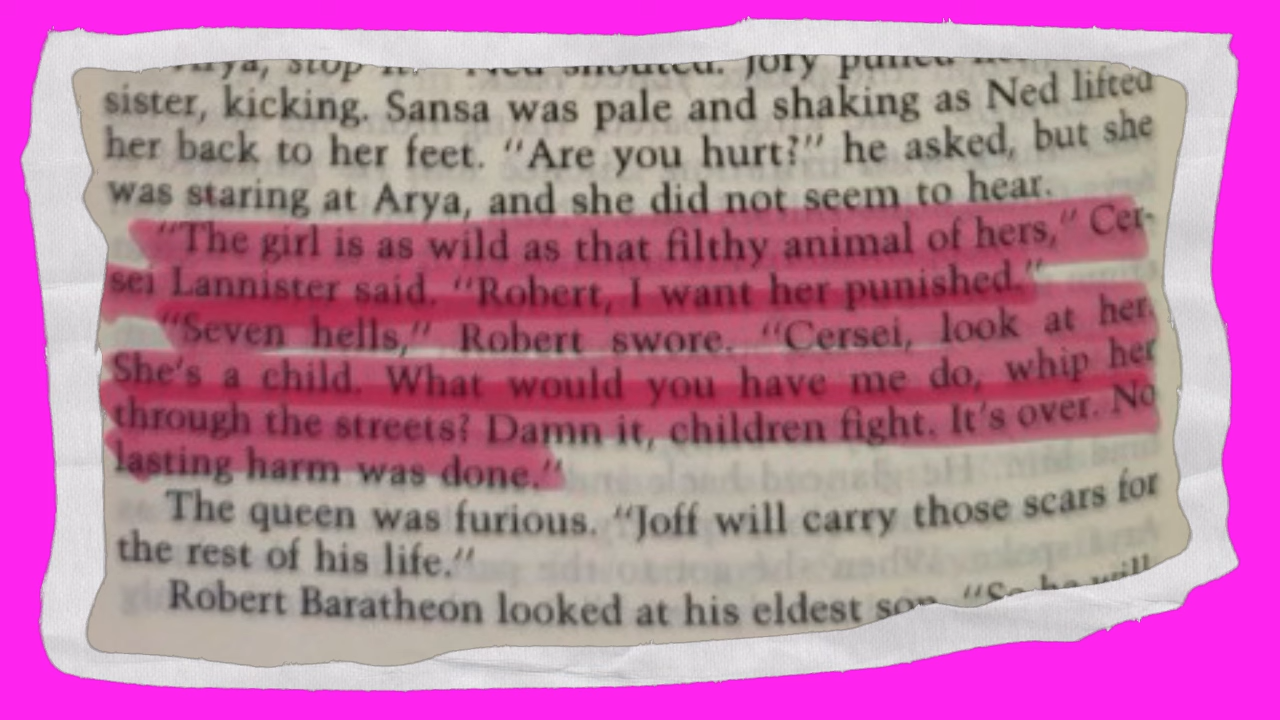 sister, kicking. Sansa was pale and shaking as Ned lifted
her back to her feet. "Are you hurt?" he asked, but she
was staring at Arya, and she did not seem to hear.
"The girl is as wild as that filthy animal of hers," Cer-
sei Lannister said. "Robert, I want her punished."
"Seven hells," Robert swore. "Cersei, look at her.
She's a child. What would you have me do, whip her
through the streets? Damn it, children fight. It's over. No
lasting harm was done."
The queen was furious. "Joff will carry those scars for
the rest of his life."
Robert Baratheon looked at his eldest son. "So he will